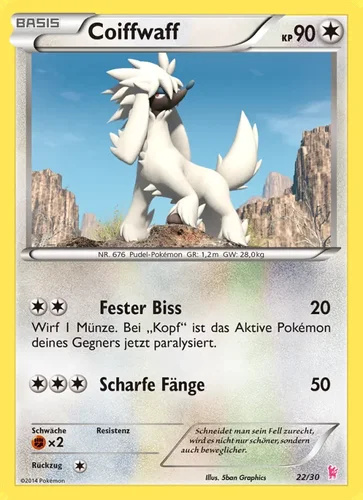 BASIS
Coiffwaff
KP 90
NR. 676 Pudel-Pokémon GR: 1,2m GW: 28,0kg
Fester Biss 20
Wirf 1 Münze. Bei „Kopf" ist das Aktive Pokémon
deines Gegners jetzt paralysiert.
Scharfe Fänge 50
Schwäche Resistenz
×2
Rückzug
Schneidet man sein Fell zurecht,
wird es nicht nur schöner, sondern
auch beweglicher.
©2014 Pokémon Illus. 5ban Graphics 22/30